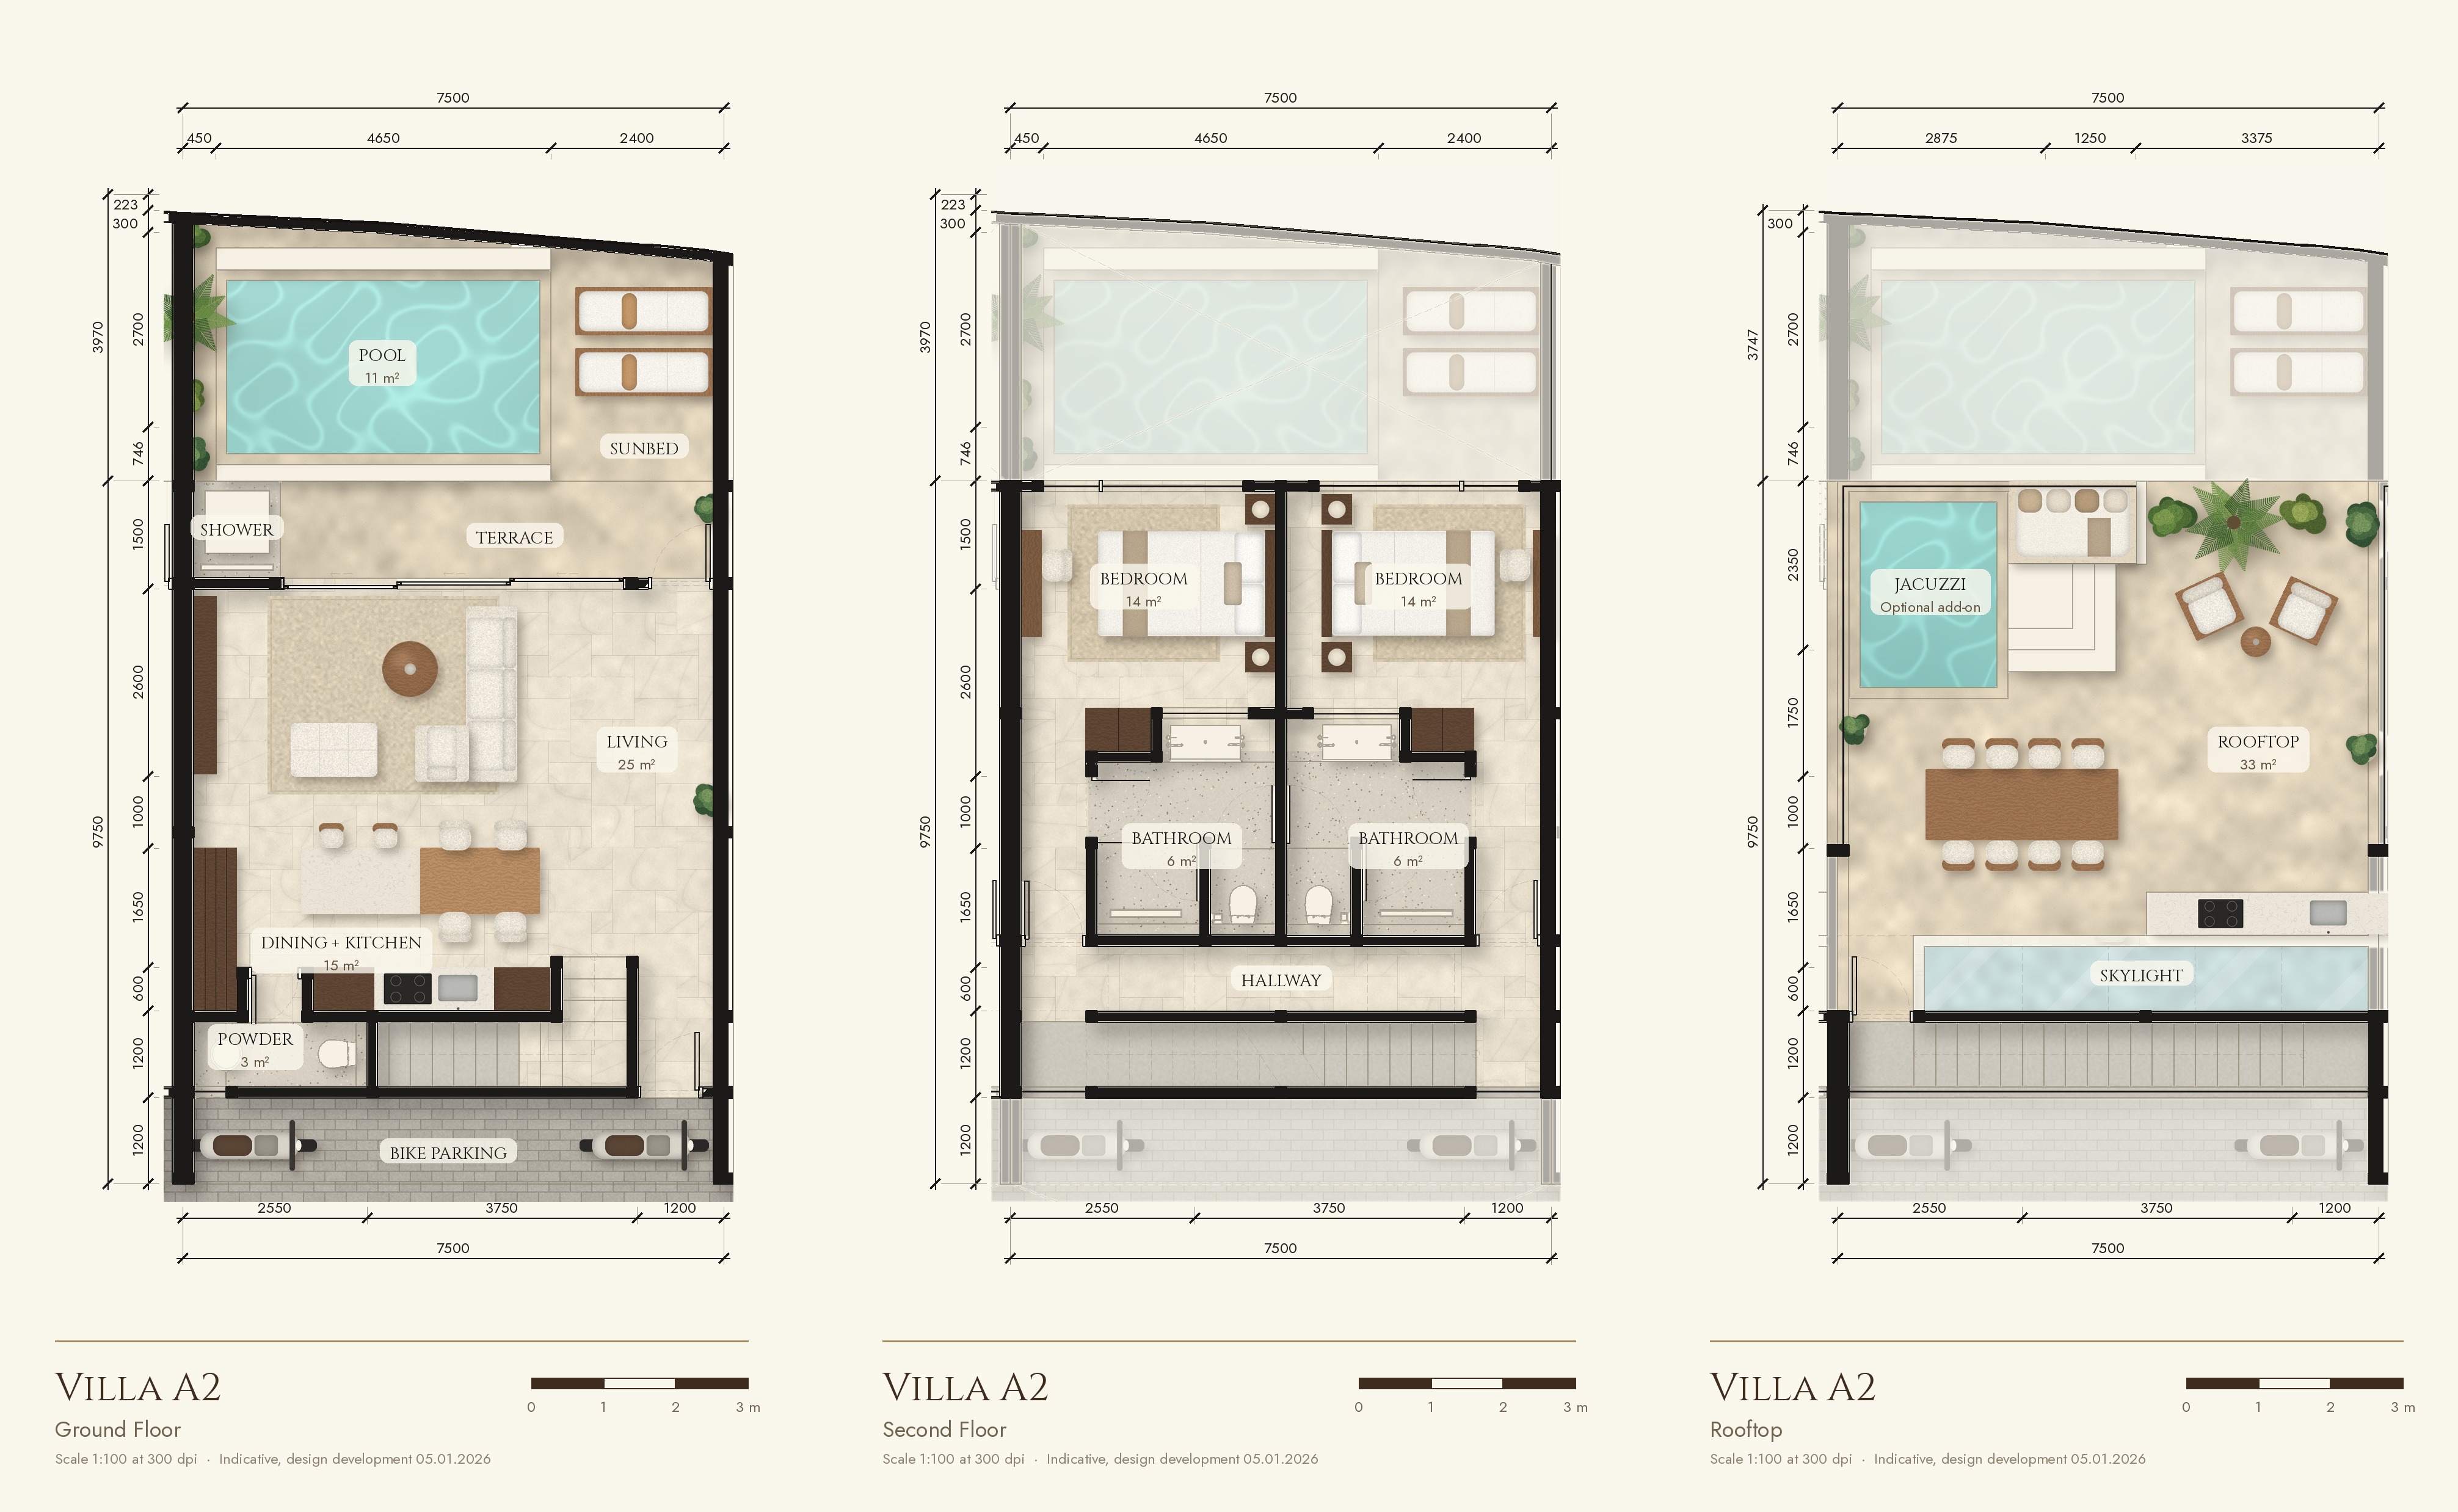 7500
450 4650 2400
223
300
3970
2700
746
1500
2600
9750
1000
1650
600
1200
1200
POOL
11 m²
SUNBED
SHOWER
TERRACE
LIVING
25 m²
DINING + KITCHEN
15 m²
POWDER
3 m²
BIKE PARKING
2550 3750 1200
7500
VILLA A2
Ground Floor
Scale 1:100 at 300 dpi · Indicative, design development 05.01.2026
0 1 2 3 m
7500
450 4650 2400
223
300
3970
2700
746
1500
2600
9750
1000
1650
600
1200
1200
BEDROOM
14 m²
BEDROOM
14 m²
BATHROOM
6 m²
BATHROOM
6 m²
HALLWAY
2550 3750 1200
7500
VILLA A2
Second Floor
Scale 1:100 at 300 dpi · Indicative, design development 05.01.2026
0 1 2 3 m
7500
2875 1250 3375
300
3747
2700
746
2350
1750
9750
1000
1650
600
1200
1200
JACUZZI
Optional add-on
ROOFTOP
33 m²
SKYLIGHT
2550 3750 1200
7500
VILLA A2
Rooftop
Scale 1:100 at 300 dpi · Indicative, design development 05.01.2026
0 1 2 3 m